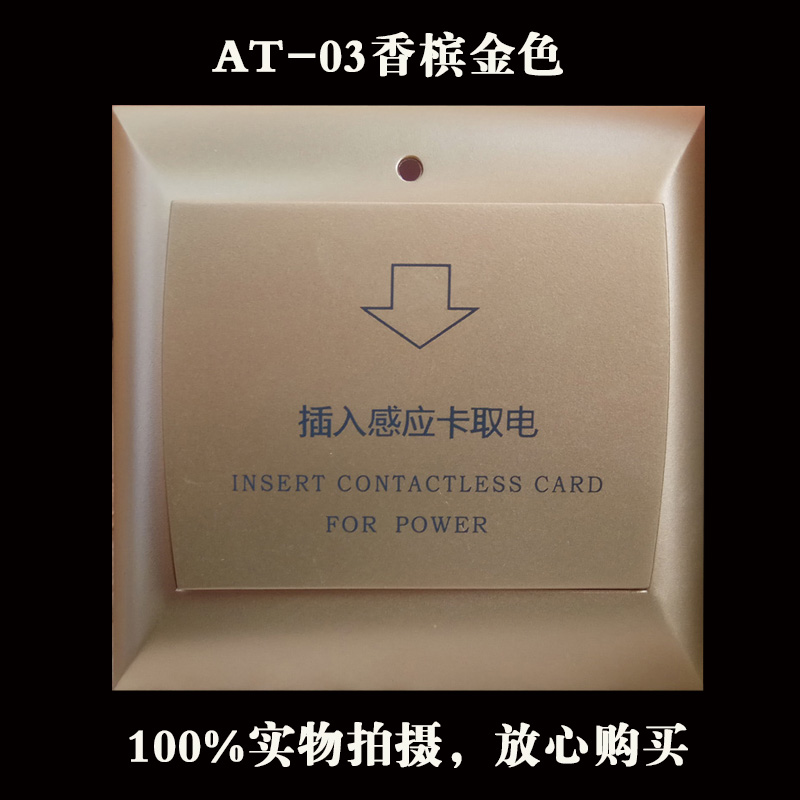 AT-03香槟金色
插入感应卡取电
INSERT CONTACTLESS CARD
FOR POWER
100%实物拍摄，放心购买